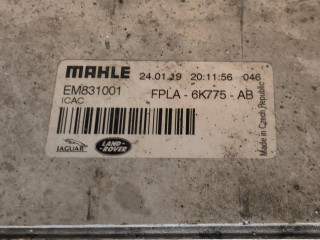 MAHLE 24.01.19 20:11:56 046
EM831001 FPLA - 6K775 - AB
ICAC
Made in Czech Republic
JAGUAR LAND-ROVER